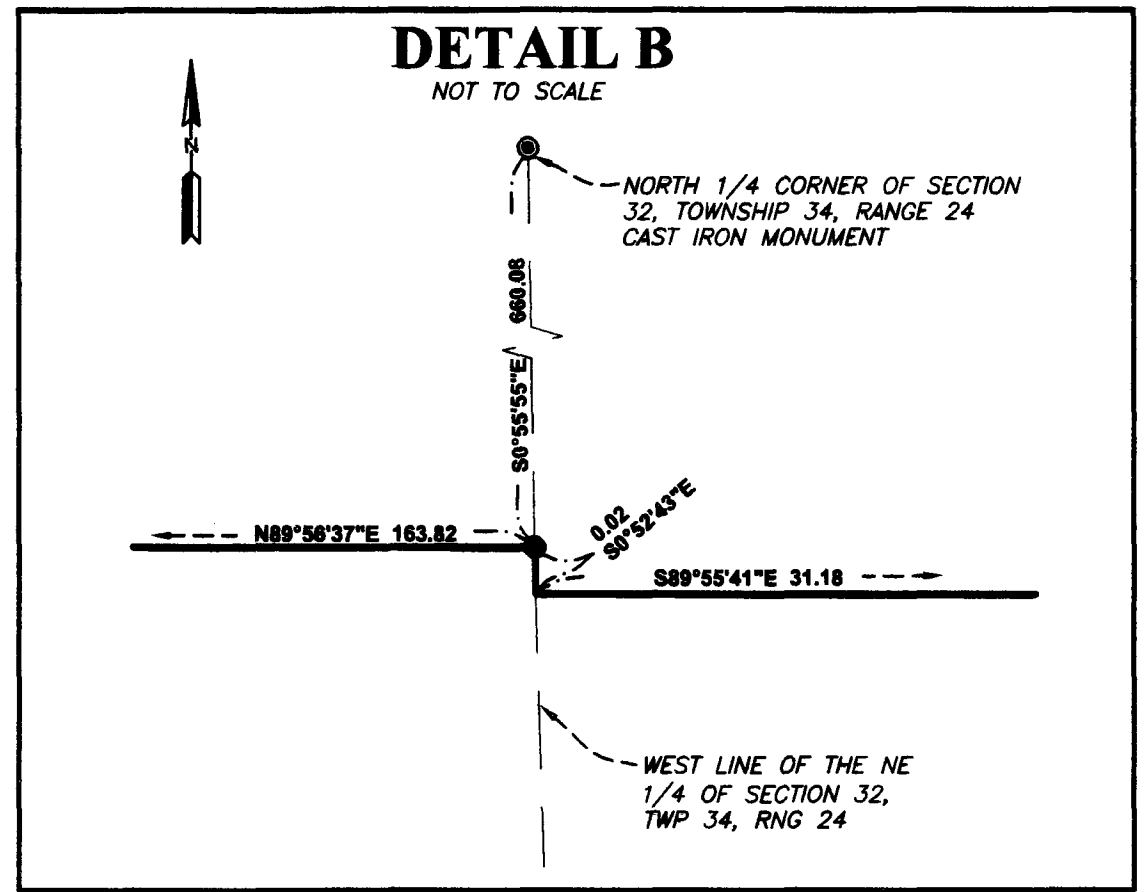 DETAIL B
NOT TO SCALE
N
NORTH 1/4 CORNER OF SECTION
32, TOWNSHIP 34, RANGE 24
CAST IRON MONUMENT
660.08
S0°55'55"E
0.02
S0°52'43"E
N89°56'37"E 163.82
S89°55'41"E 31.18
WEST LINE OF THE NE
1/4 OF SECTION 32,
TWP 34, RNG 24